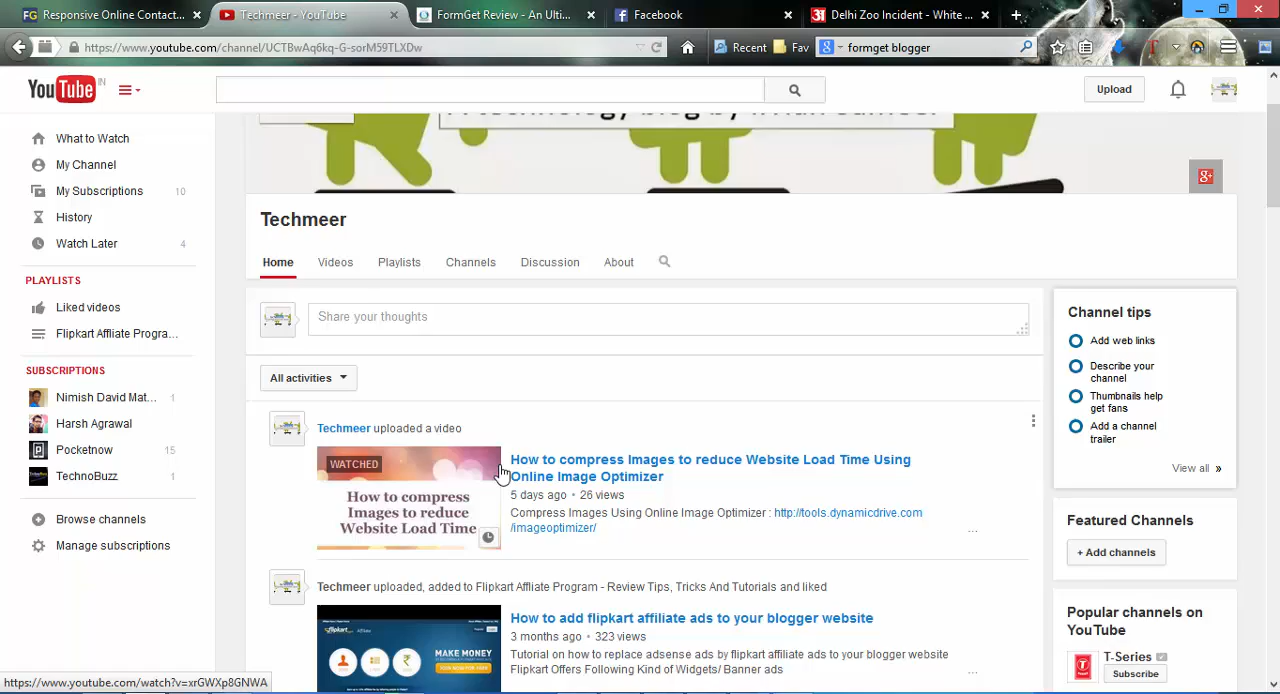 Responsive Online Contact...
Techmeer - YouTube
FormGet Review - An Ulti...
Facebook
Delhi Zoo Incident - White ...
https://www.youtube.com/channel/UCTBwAq6kq-G-sorM59TLXDw
Recent
Fav
formget blogger
YouTube IN
Upload
What to Watch
My Channel
My Subscriptions 10
History
Watch Later 4
PLAYLISTS
Liked videos
Flipkart Affliate Progra...
SUBSCRIPTIONS
Nimish David Mat... 1
Harsh Agrawal
Pocketnow 15
TechnoBuzz 1
Browse channels
Manage subscriptions
Techmeer
Home Videos Playlists Channels Discussion About
Share your thoughts
All activities
Techmeer uploaded a video
WATCHED
How to compress
Images to reduce
Website Load Time
How to compress Images to reduce Website Load Time Using
Online Image Optimizer
5 days ago • 26 views
Compress Images Using Online Image Optimizer : http://tools.dynamicdrive.com
/imageoptimizer/
...
Techmeer uploaded, added to Flipkart Affliate Program - Review Tips, Tricks And Tutorials and liked
flipkart
MAKE MONEY
How to add flipkart affiliate ads to your blogger website
3 months ago • 323 views
Tutorial on how to replace adsense ads by flipkart affiliate ads to your blogger website
Flipkart Offers Following Kind of Widgets/ Banner ads
...
g+
Channel tips
Add web links
Describe your
channel
Thumbnails help
get fans
Add a channel
trailer
View all »
Featured Channels
+ Add channels
Popular channels on
YouTube
T-Series
Subscribe
https://www.youtube.com/watch?v=xrGWXp8GNWA